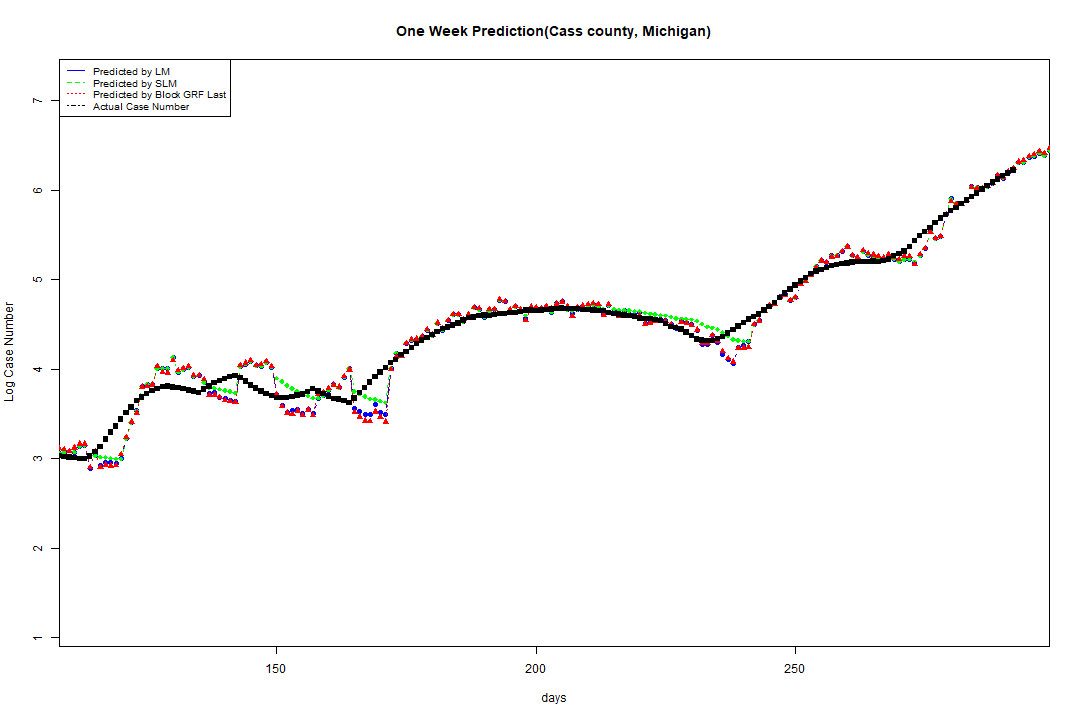 One Week Prediction(Cass county, Michigan)
Predicted by LM
Predicted by SLM
Predicted by Block GRF Last
Actual Case Number
7
6
5
4
3
2
1
Log Case Number
150
200
250
days